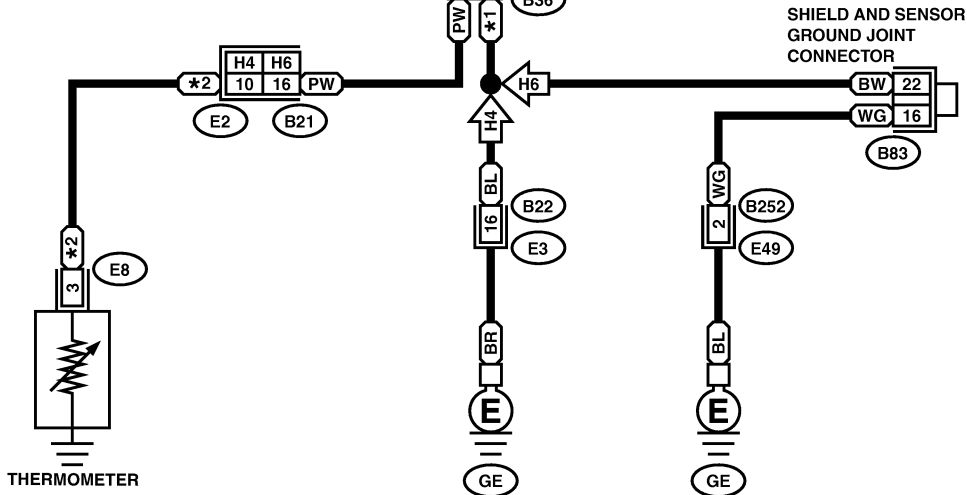 B36
PW
*1
SHIELD AND SENSOR
GROUND JOINT
CONNECTOR
H4 H6
*2 10 16 PW
H6
BW 22
WG 16
E2
B21
H4
B83
BL
WG
16
B22
2
B252
*2
E3
E49
E8
3
BR
BL
E
E
THERMOMETER
GE
GE